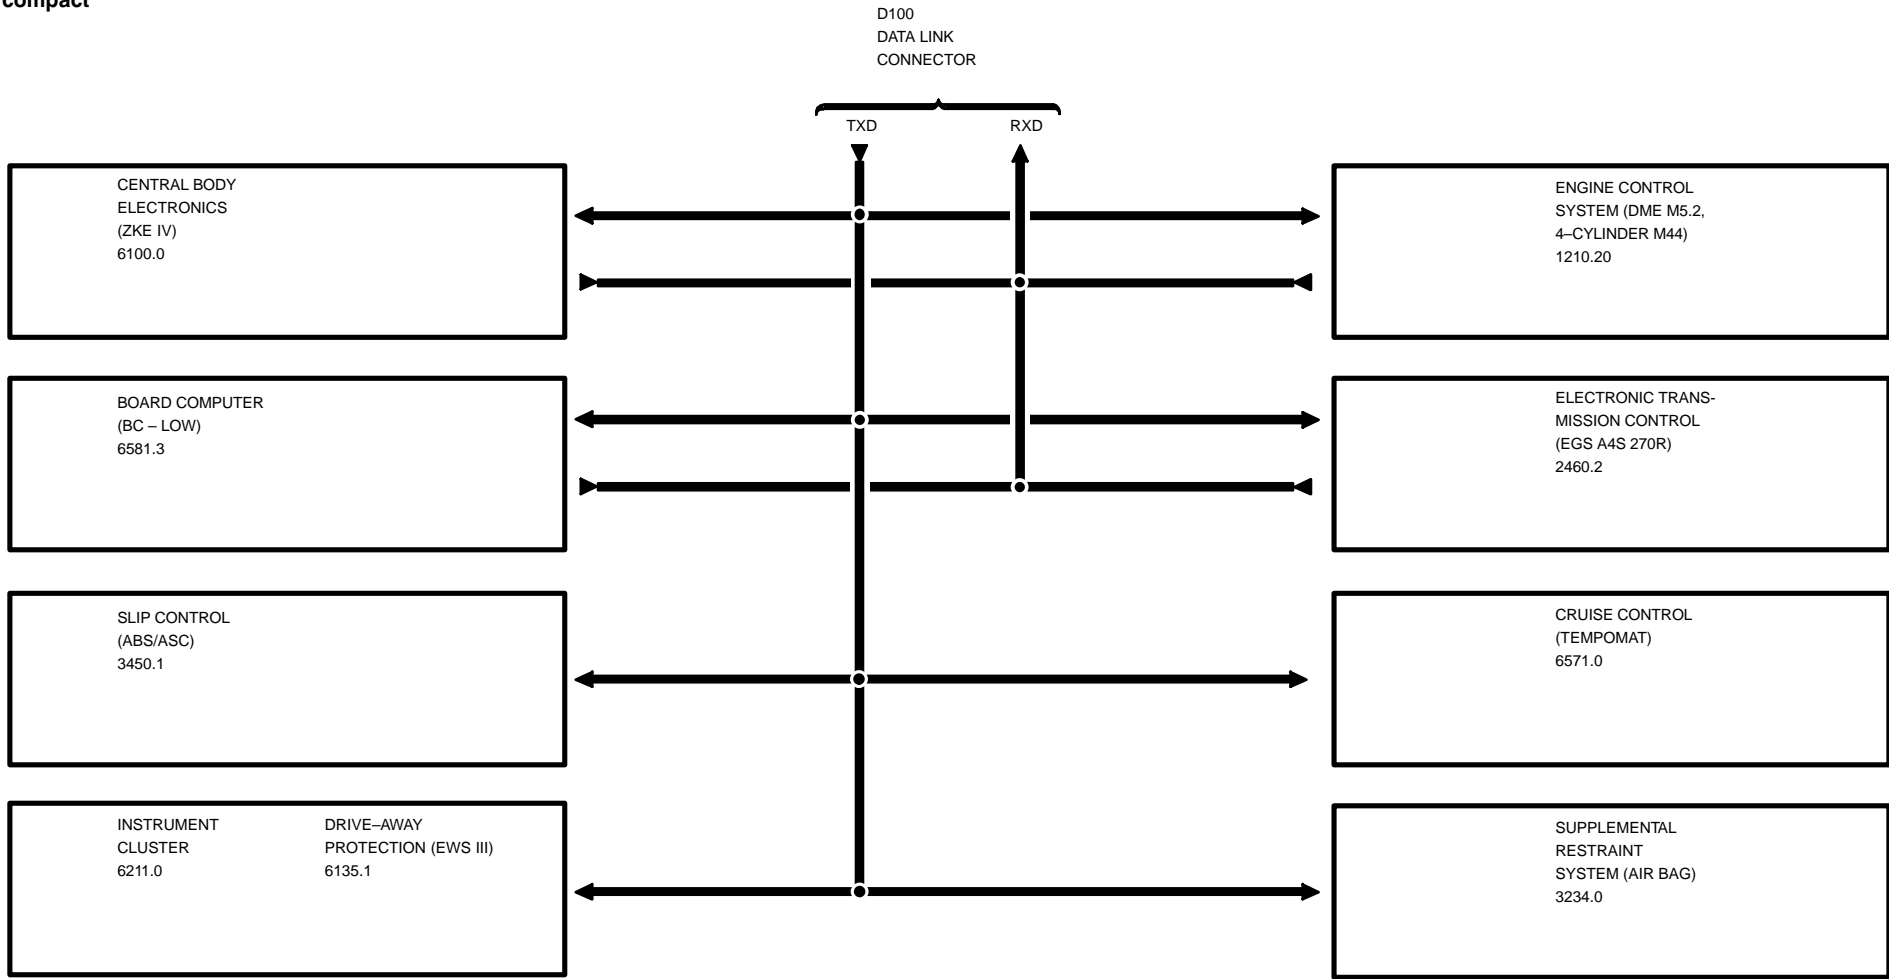 compact
D100
DATA LINK
CONNECTOR
TXD
RXD
CENTRAL BODY
ELECTRONICS
(ZKE IV)
6100.0
ENGINE CONTROL
SYSTEM (DME M5.2,
4–CYLINDER M44)
1210.20
BOARD COMPUTER
(BC – LOW)
6581.3
ELECTRONIC TRANS-
MISSION CONTROL
(EGS A4S 270R)
2460.2
SLIP CONTROL
(ABS/ASC)
3450.1
CRUISE CONTROL
(TEMPOMAT)
6571.0
INSTRUMENT
CLUSTER
6211.0
DRIVE–AWAY
PROTECTION (EWS III)
6135.1
SUPPLEMENTAL
RESTRAINT
SYSTEM (AIR BAG)
3234.0